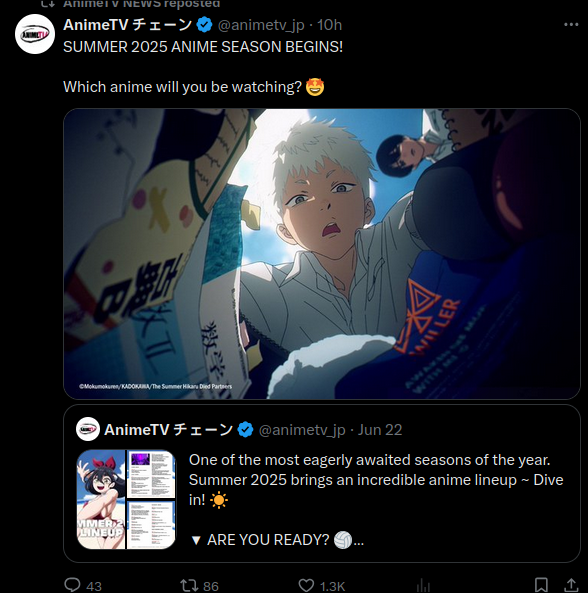 AnimeTV NEWS reposted
AnimeTV チェーン @animetv_jp · 10h
SUMMER 2025 ANIME SEASON BEGINS!
Which anime will you be watching? 🤩
数学
©Mokumokuren/KADOKAWA/The Summer Hikaru Died Partners
AnimeTV チェーン @animetv_jp · Jun 22
One of the most eagerly awaited seasons of the year.
Summer 2025 brings an incredible anime lineup ~ Dive
in! ☀️
▼ ARE YOU READY? 🏐...
LINEUP
43 86 1.3K